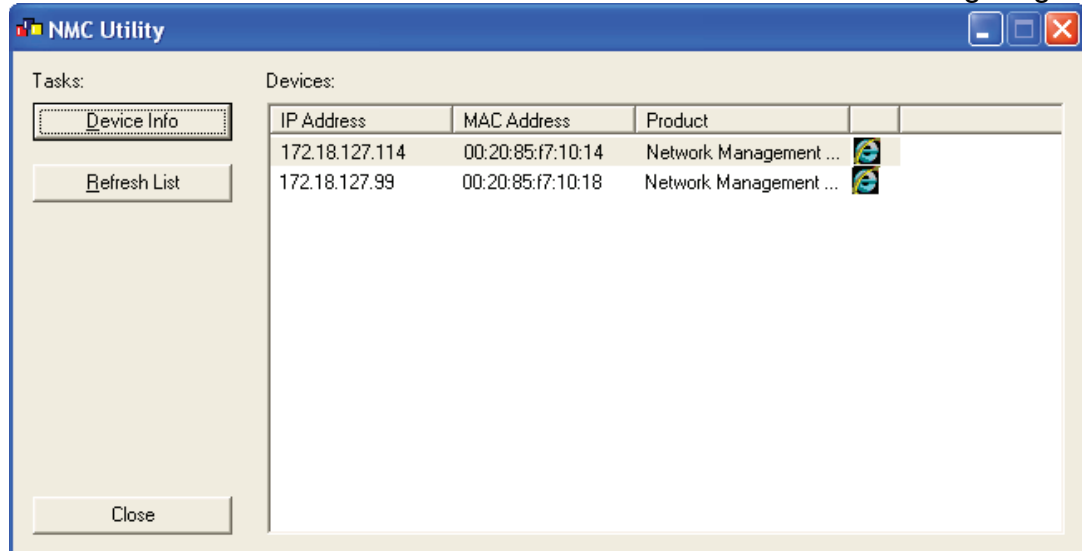 NMC Utility
Tasks:
Devices:
Device Info
Refresh List
Close
IP Address MAC Address Product
172.18.127.114 00:20:85:f7:10:14 Network Management ...
172.18.127.99 00:20:85:f7:10:18 Network Management ...